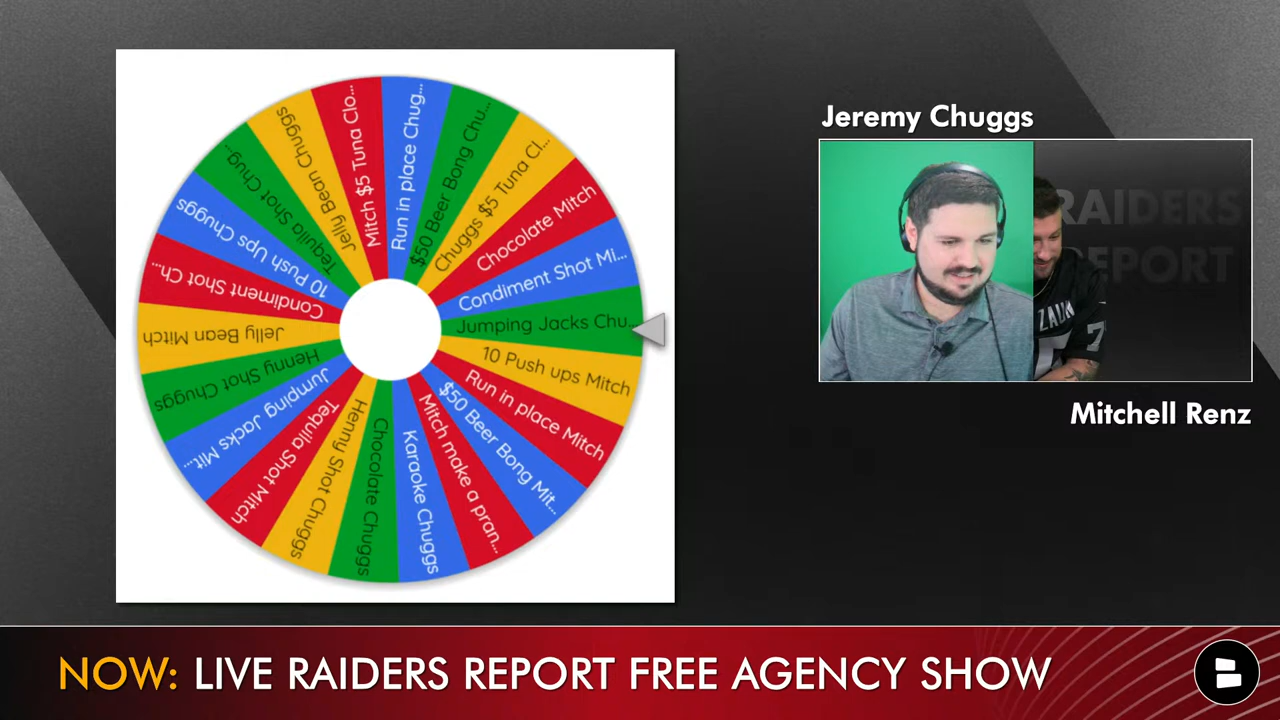 Jeremy Chuggs
Run in place Chug...
$50 Beer Bong Chu...
Chuggs $5 Tuna Cl...
Chocolate Mitch
Condiment Shot Mi...
Jumping Jacks Chu...
10 Push ups Mitch
Run in place Mitch
$50 Beer Bong Mit...
Mitch make a pran...
Karaoke Chuggs
Chocolate Chuggs
Henny Shot Chuggs
Tequila Shot Mitch
Jumping Jacks Mit...
Henny Shot Chuggs
Jelly Bean Mitch
Condiment Shot Ch...
10 Push Ups Chuggs
Tequila Shot Chug...
Jelly Bean Chuggs
Mitch $5 Tuna Clo...
RAIDERS
REPORT
7
Mitchell Renz
NOW: LIVE RAIDERS REPORT FREE AGENCY SHOW